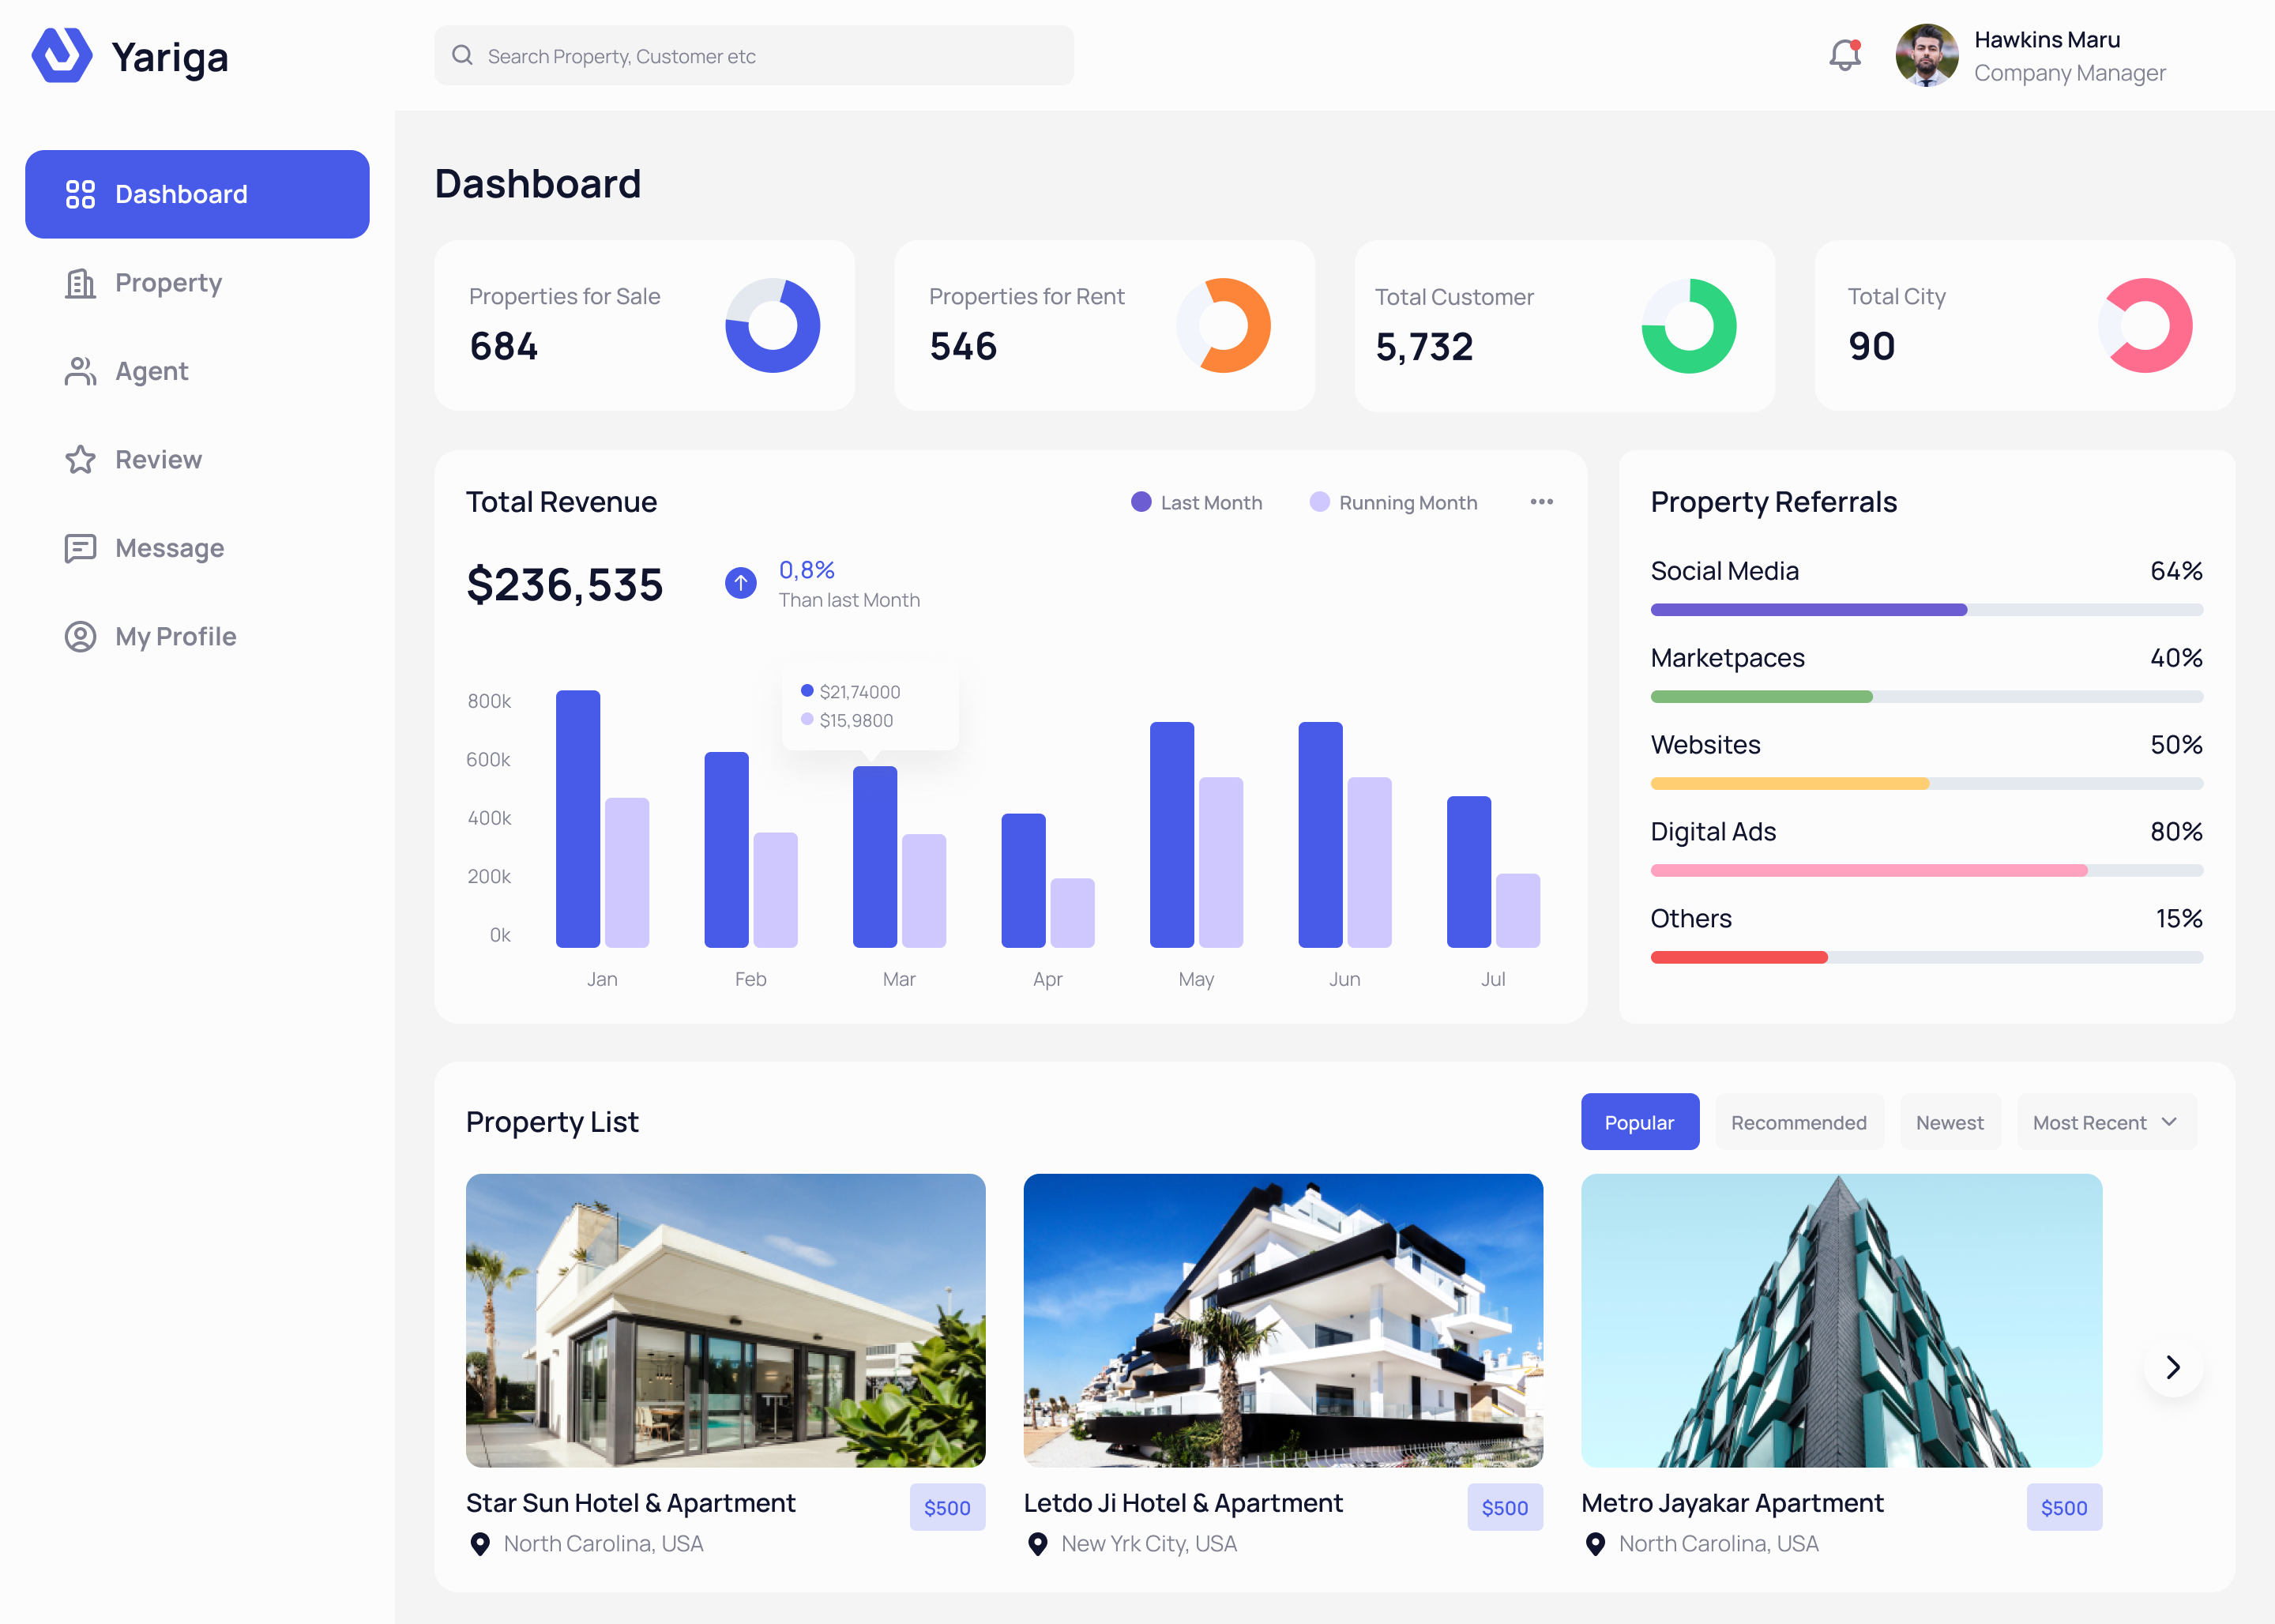 Yariga
Search Property, Customer etc
Hawkins Maru
Company Manager
Dashboard
Property
Agent
Review
Message
My Profile
Dashboard
Properties for Sale
684
Properties for Rent
546
Total Customer
5,732
Total City
90
Total Revenue
Last Month
Running Month
$236,535
0,8%
Than last Month
$21,74000
$15,9800
800k
600k
400k
200k
0k
Jan
Feb
Mar
Apr
May
Jun
Jul
Property Referrals
Social Media 64%
Marketpaces 40%
Websites 50%
Digital Ads 80%
Others 15%
Property List
Popular
Recommended
Newest
Most Recent
Star Sun Hotel & Apartment
$500
North Carolina, USA
Letdo Ji Hotel & Apartment
$500
New Yrk City, USA
Metro Jayakar Apartment
$500
North Carolina, USA